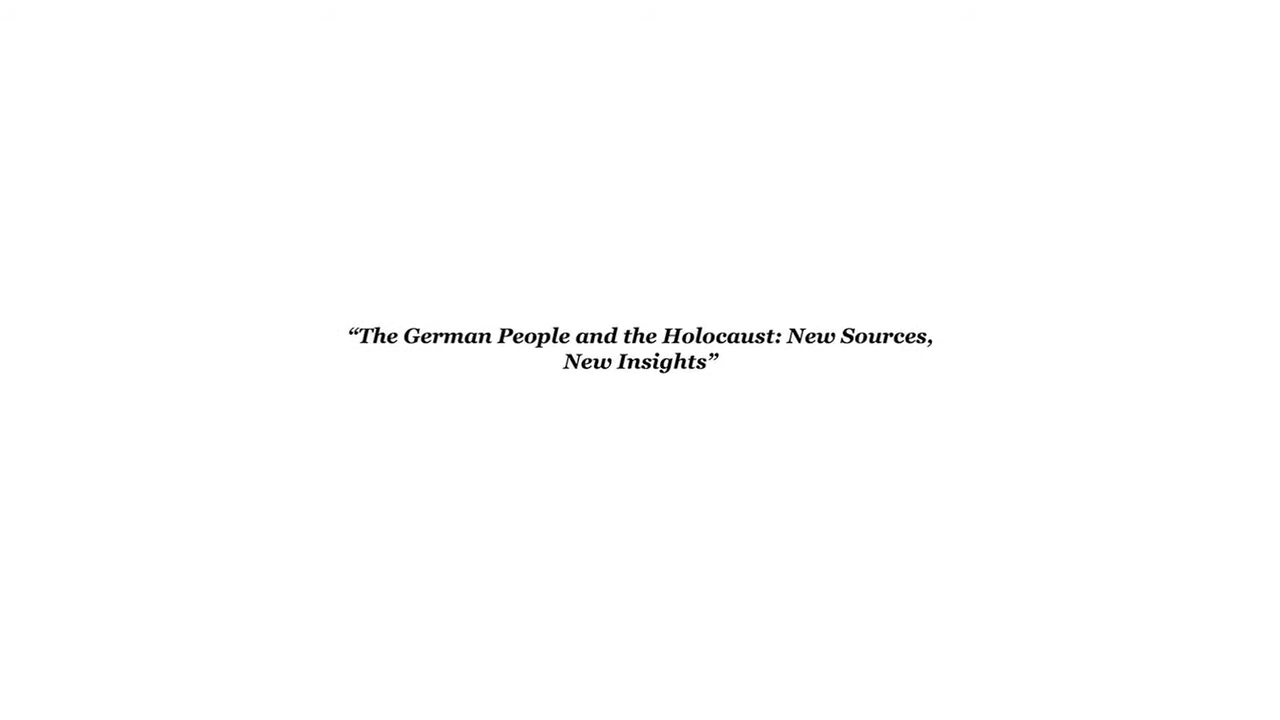 “The German People and the Holocaust: New Sources,
New Insights”